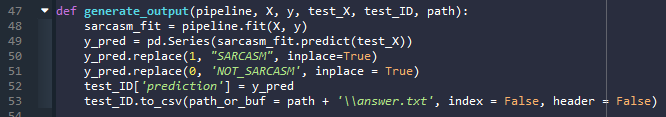 47 def generate_output(pipeline, X, y, test_X, test_ID, path):
48 sarcasm_fit = pipeline.fit(X, y)
49 y_pred = pd.Series(sarcasm_fit.predict(test_X))
50 y_pred.replace(1, "SARCASM", inplace=True)
51 y_pred.replace(0, 'NOT_SARCASM', inplace = True)
52 test_ID['prediction'] = y_pred
53 test_ID.to_csv(path_or_buf = path + '\\answer.txt', index = False, header = False)
54